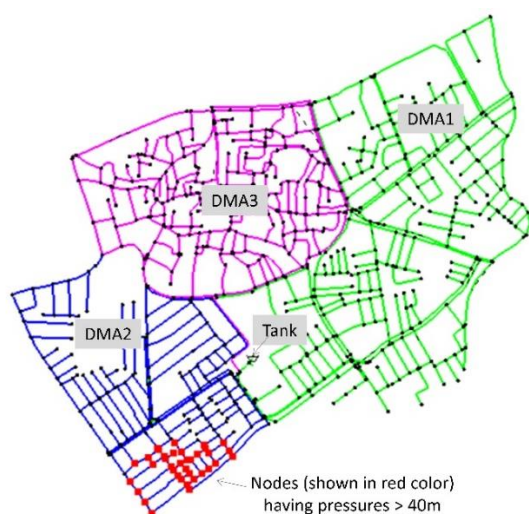 DMA1
DMA3
DMA2
Tank
Nodes (shown in red color)
having pressures > 40m